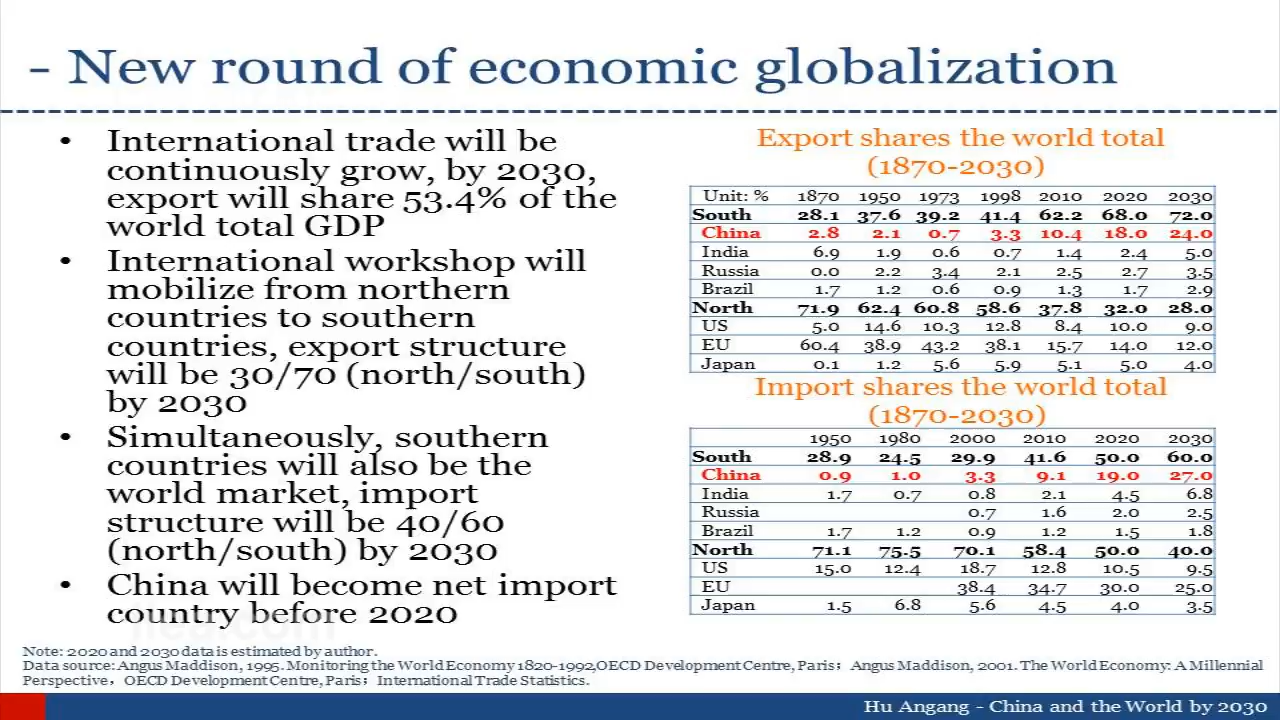 - New round of economic globalization
• International trade will be
continuously grow, by 2030,
export will share 53.4% of the
world total GDP
• International workshop will
mobilize from northern
countries to southern
countries, export structure
will be 30/70 (north/south)
by 2030
• Simultaneously, southern
countries will also be the
world market, import
structure will be 40/60
(north/south) by 2030
• China will become net import
country before 2020
Export shares the world total
(1870-2030)
Unit: % 1870 1950 1973 1998 2010 2020 2030
South 28.1 37.6 39.2 41.4 62.2 68.0 72.0
China 2.8 2.1 0.7 3.3 10.4 18.0 24.0
India 6.9 1.9 0.6 0.7 1.4 2.4 5.0
Russia 0.0 2.2 3.4 2.1 2.5 2.7 3.5
Brazil 1.7 1.2 0.6 0.9 1.3 1.7 2.9
North 71.9 62.4 60.8 58.6 37.8 32.0 28.0
US 5.0 14.6 10.3 12.8 8.4 10.0 9.0
EU 60.4 38.9 43.2 38.1 15.7 14.0 12.0
Japan 0.1 1.2 5.6 5.9 5.1 5.0 4.0
Import shares the world total
(1870-2030)
1950 1980 2000 2010 2020 2030
South 28.9 24.5 29.9 41.6 50.0 60.0
China 0.9 1.0 3.3 9.1 19.0 27.0
India 1.7 0.7 0.8 2.1 4.5 6.8
Russia 0.7 1.6 2.0 2.5
Brazil 1.7 1.2 0.9 1.2 1.5 1.8
North 71.1 75.5 70.1 58.4 50.0 40.0
US 15.0 12.4 18.7 12.8 10.5 9.5
EU 38.4 34.7 30.0 25.0
Japan 1.5 6.8 5.6 4.5 4.0 3.5
Note: 2020 and 2030 data is estimated by author.
Data source: Angus Maddison, 1995. Monitoring the World Economy 1820-1992,OECD Development Centre, Paris；Angus Maddison, 2001. The World Economy: A Millennial
Perspective，OECD Development Centre, Paris；International Trade Statistics.
Hu Angang - China and the World by 2030